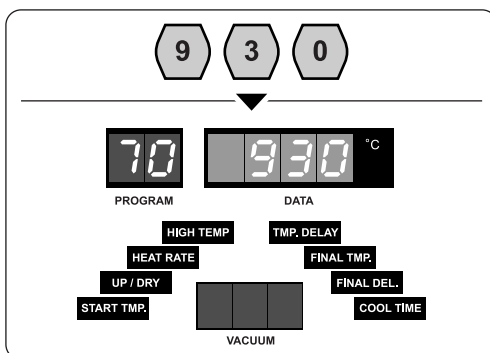 9 3 0
70 930 °C
PROGRAM DATA
HIGH TEMP TMP. DELAY
HEAT RATE FINAL TMP.
UP / DRY FINAL DEL.
START TMP. COOL TIME
VACUUM